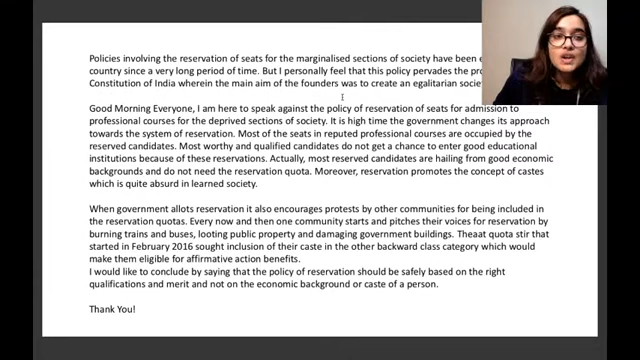 Policies involving the reservation of seats for the marginalised sections of society have been
country since a very long period of time. But I personally feel that this policy pervades the
Constitution of India wherein the main aim of the founders was to create an egalitarian
Good Morning Everyone, I am here to speak against the policy of reservation of seats for admission to
professional courses for the deprived sections of society. It is high time the government changes its approach
towards the system of reservation. Most of the seats in reputed professional courses are occupied by the
reserved candidates. Most worthy and qualified candidates do not get a chance to enter good educational
institutions because of these reservations. Actually, most reserved candidates are hailing from good economic
backgrounds and do not need the reservation quota. Moreover, reservation promotes the concept of castes
which is quite absurd in learned society.
When government allots reservation it also encourages protests by other communities for being included in
the reservation quotas. Every now and then one community starts and pitches their voices for reservation by
burning trains and buses, looting public property and damaging government buildings. Theaat quota stir that
started in February 2016 sought inclusion of their caste in the other backward class category which would
make them eligible for affirmative action benefits.
I would like to conclude by saying that the policy of reservation should be safely based on the right
qualifications and merit and not on the economic background or caste of a person.
Thank You!